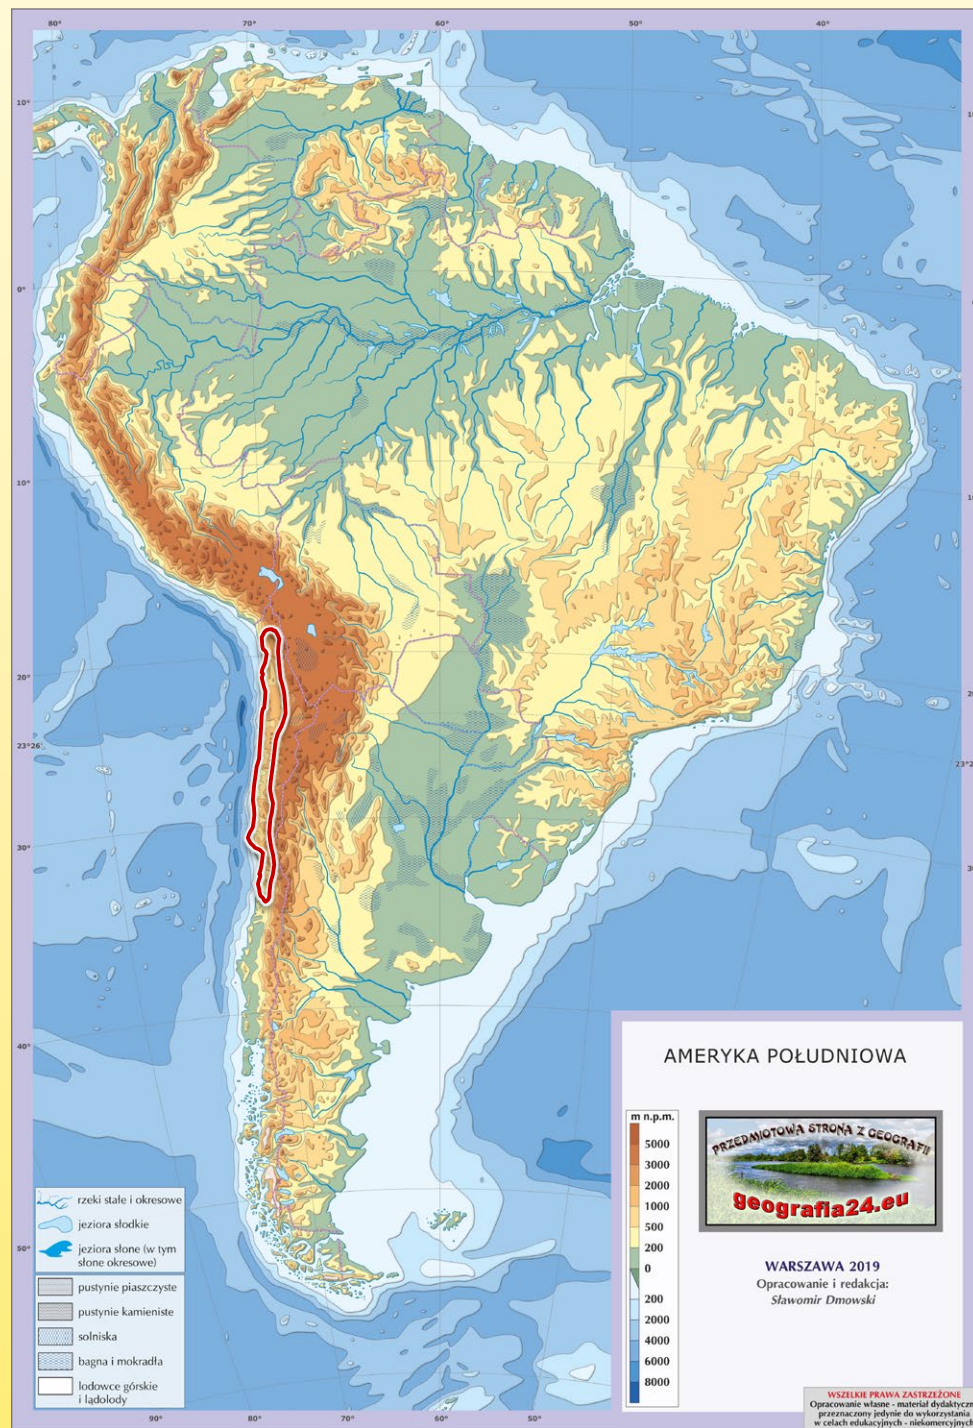 80°
70°
60°
50°
40°
10°
0°
10°
20°
23°26'
30°
40°
50°
90°
80°
70°
60°
50°
AMERYKA POŁUDNIOWA
m n.p.m.
5000
3000
2000
1000
500
200
0
200
2000
4000
6000
8000
PRZEDMIOTOWA STRONA Z GEOGRAFII
geografia24.eu
WARSZAWA 2019
Opracowanie i redakcja:
Sławomir Dmowski
rzeki stałe i okresowe
jeziora słodkie
jeziora słone (w tym
słone okresowe)
pustynie piaszczyste
pustynie kamieniste
solniska
bagna i mokradła
lodowce górskie
i lądolody
WSZELKIE PRAWA ZASTRZEŻONE
Opracowanie własne - materiał dydaktyczn
przeznaczony jedynie do wykorzystania
w celach edukacyjnych - niekomercyjnych